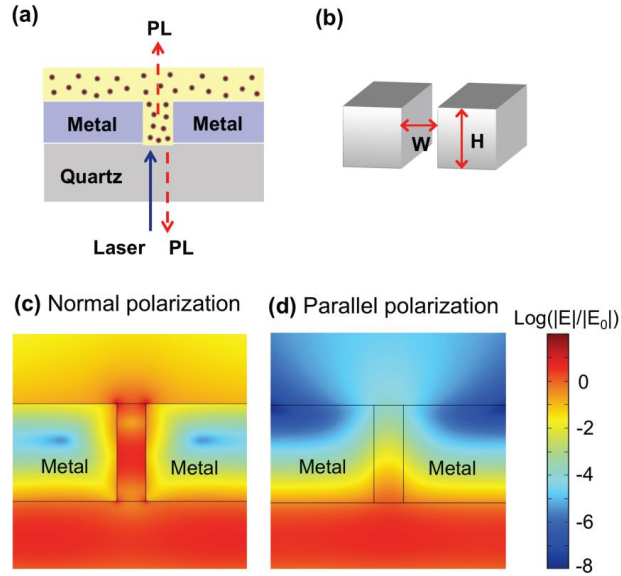 (a)
PL
Metal
Metal
Quartz
Laser
PL
(b)
W
H
(c) Normal polarization
(d) Parallel polarization
Log(|E|/|E₀|)
Metal
Metal
Metal
Metal
0
-2
-4
-6
-8